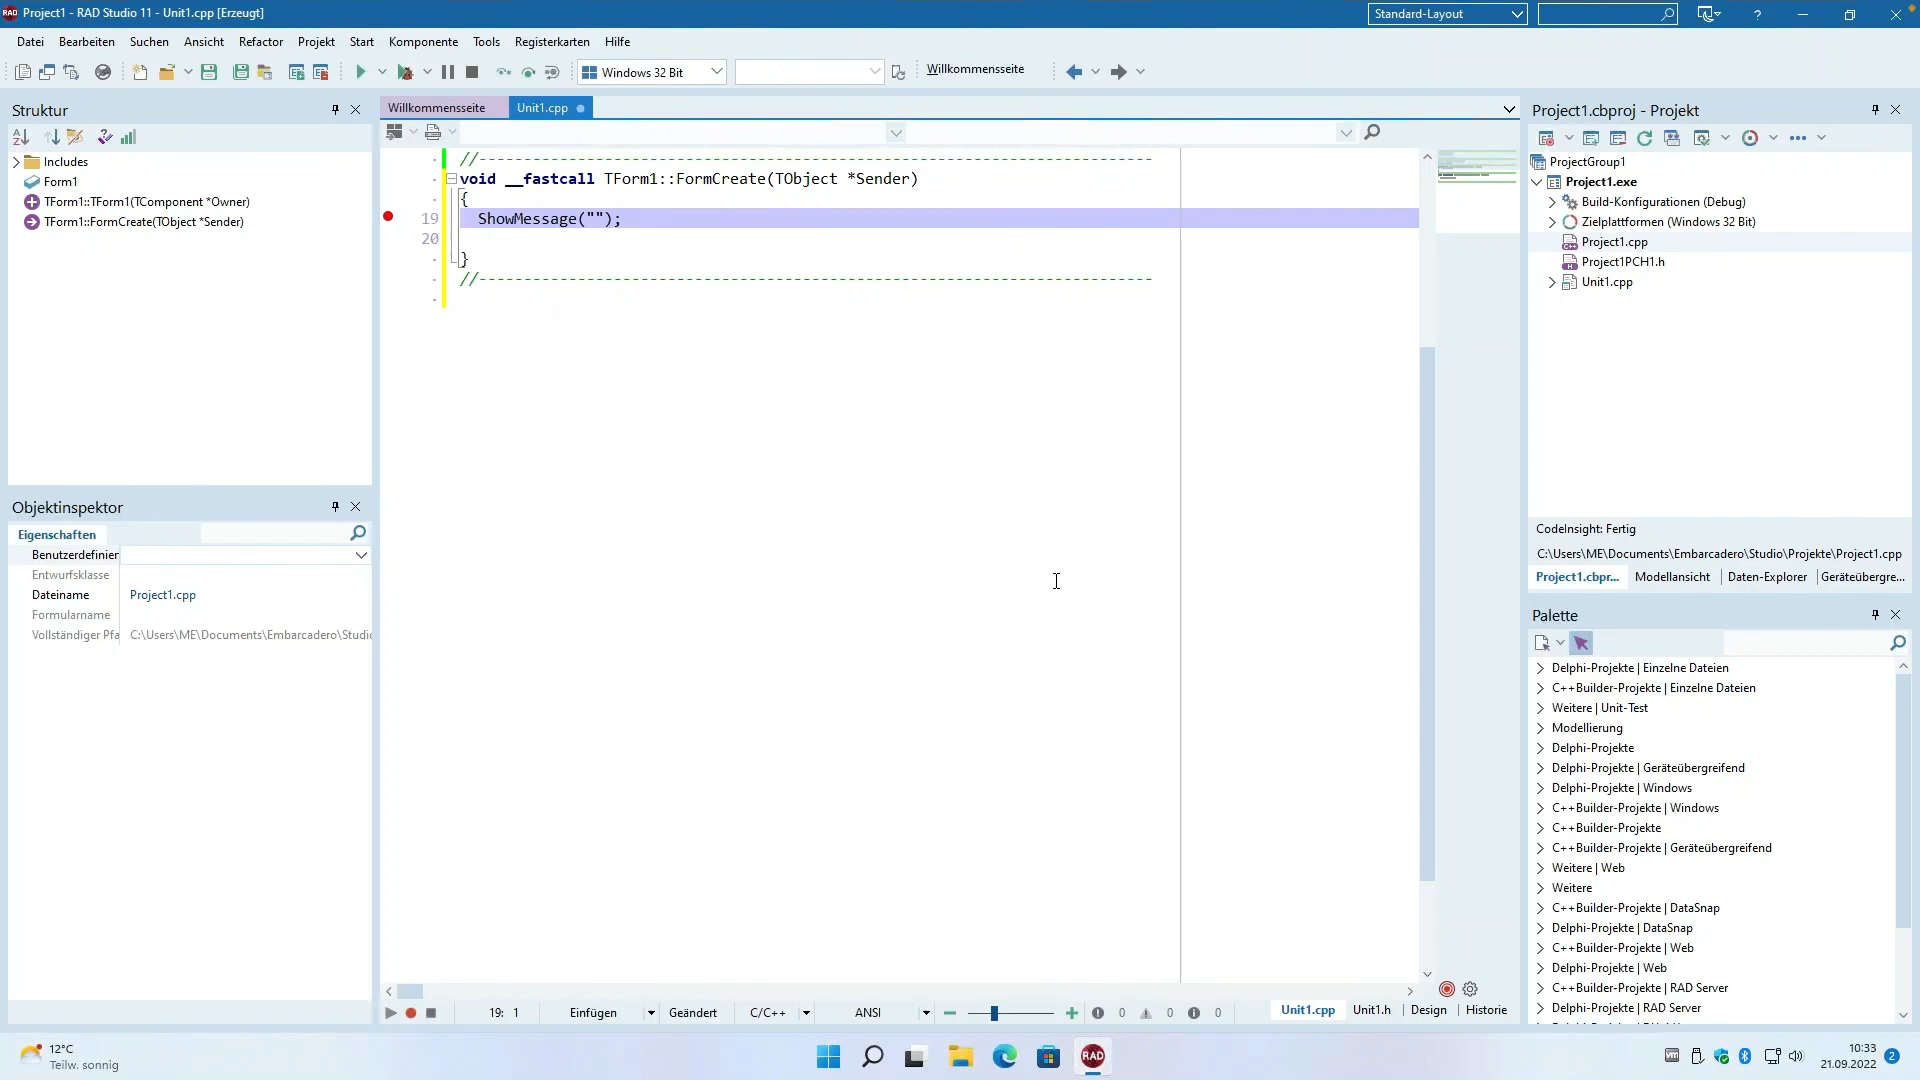 RAD Project1 - RAD Studio 11 - Unit1.cpp [Erzeugt]
Standard-Layout
?
Datei Bearbeiten Suchen Ansicht Refactor Projekt Start Komponente Tools Registerkarten Hilfe
Windows 32 Bit
Willkommensseite
Struktur
Includes
Form1
TForm1::TForm1(TComponent *Owner)
TForm1::FormCreate(TObject *Sender)
Objektinspektor
Eigenschaften
Benutzerdefinier
Entwurfsklasse
Dateiname Project1.cpp
Formularname
Vollständiger Pfa C:\Users\ME\Documents\Embarcadero\Studio
Willkommensseite Unit1.cpp
//---------------------------------------------------------------------------
void __fastcall TForm1::FormCreate(TObject *Sender)
{
19 ShowMessage("");
20
}
//---------------------------------------------------------------------------
19: 1 Einfügen Geändert C/C++ ANSI 0 0 0 Unit1.cpp Unit1.h Design Historie
Project1.cbproj - Projekt
ProjectGroup1
Project1.exe
Build-Konfigurationen (Debug)
Zielplattformen (Windows 32 Bit)
Project1.cpp
Project1PCH1.h
Unit1.cpp
CodeInsight: Fertig
C:\Users\ME\Documents\Embarcadero\Studio\Projekte\Project1.cpp
Project1.cbpr... Modellansicht Daten-Explorer Geräteübergre...
Palette
Delphi-Projekte | Einzelne Dateien
C++Builder-Projekte | Einzelne Dateien
Weitere | Unit-Test
Modellierung
Delphi-Projekte
Delphi-Projekte | Geräteübergreifend
Delphi-Projekte | Windows
C++Builder-Projekte | Windows
C++Builder-Projekte
C++Builder-Projekte | Geräteübergreifend
Weitere | Web
Weitere
C++Builder-Projekte | DataSnap
Delphi-Projekte | DataSnap
C++Builder-Projekte | Web
Delphi-Projekte | Web
C++Builder-Projekte | RAD Server
Delphi-Projekte | RAD Server
12°C
Teilw. sonnig
RAD
10:33
21.09.2022
2